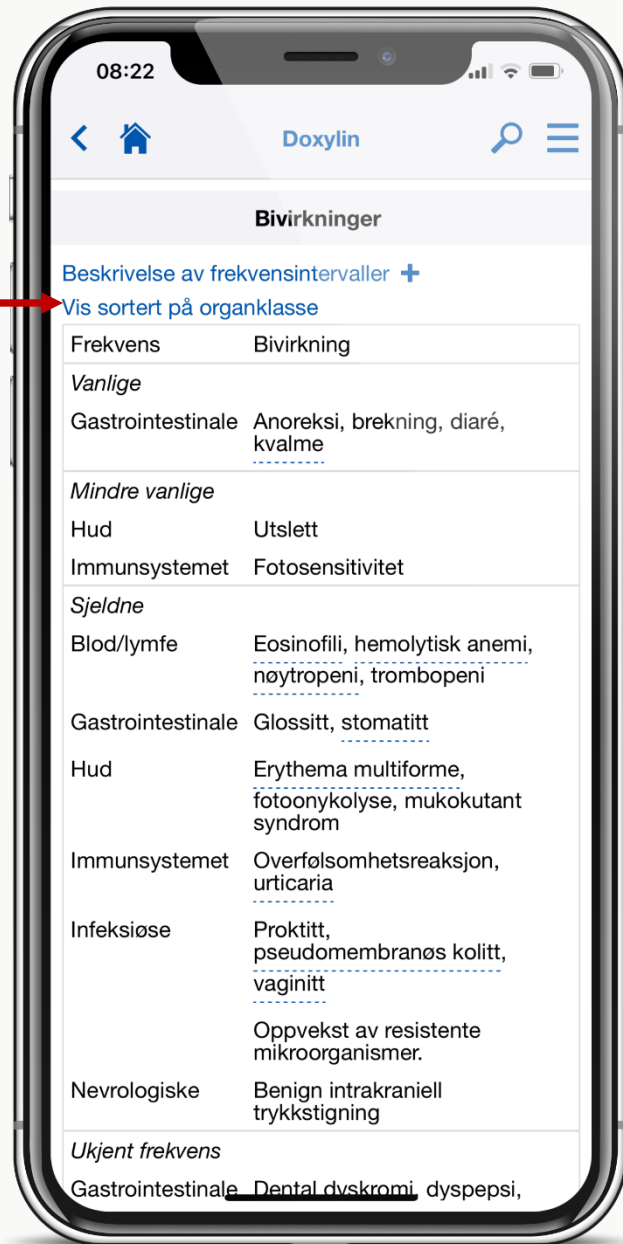 08:22
Doxylin
Bivirkninger
Beskrivelse av frekvensintervaller +
Vis sortert på organklasse
Frekvens Bivirkning
Vanlige
Gastrointestinale Anoreksi, brekning, diaré,
kvalme
Mindre vanlige
Hud Utslett
Immunsystemet Fotosensitivitet
Sjeldne
Blod/lymfe Eosinofili, hemolytisk anemi,
nøytropeni, trombopeni
Gastrointestinale Glossitt, stomatitt
Hud Erythema multiforme,
fotoonykolyse, mukokutant
syndrom
Immunsystemet Overfølsomhetsreaksjon,
urticaria
Infeksiøse Proktitt,
pseudomembranøs kolitt,
vaginitt
Oppvekst av resistente
mikroorganismer.
Nevrologiske Benign intrakraniell
trykkstigning
Ukjent frekvens
Gastrointestinale Dental dyskromi, dyspepsi,